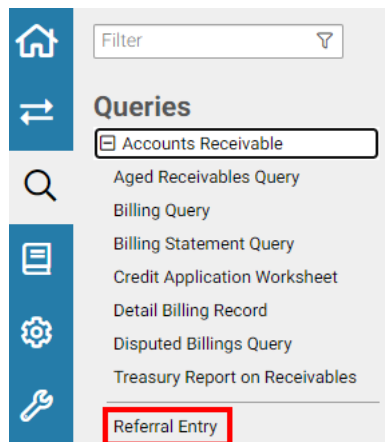 Filter
Queries
Accounts Receivable
Aged Receivables Query
Billing Query
Billing Statement Query
Credit Application Worksheet
Detail Billing Record
Disputed Billings Query
Treasury Report on Receivables
Referral Entry